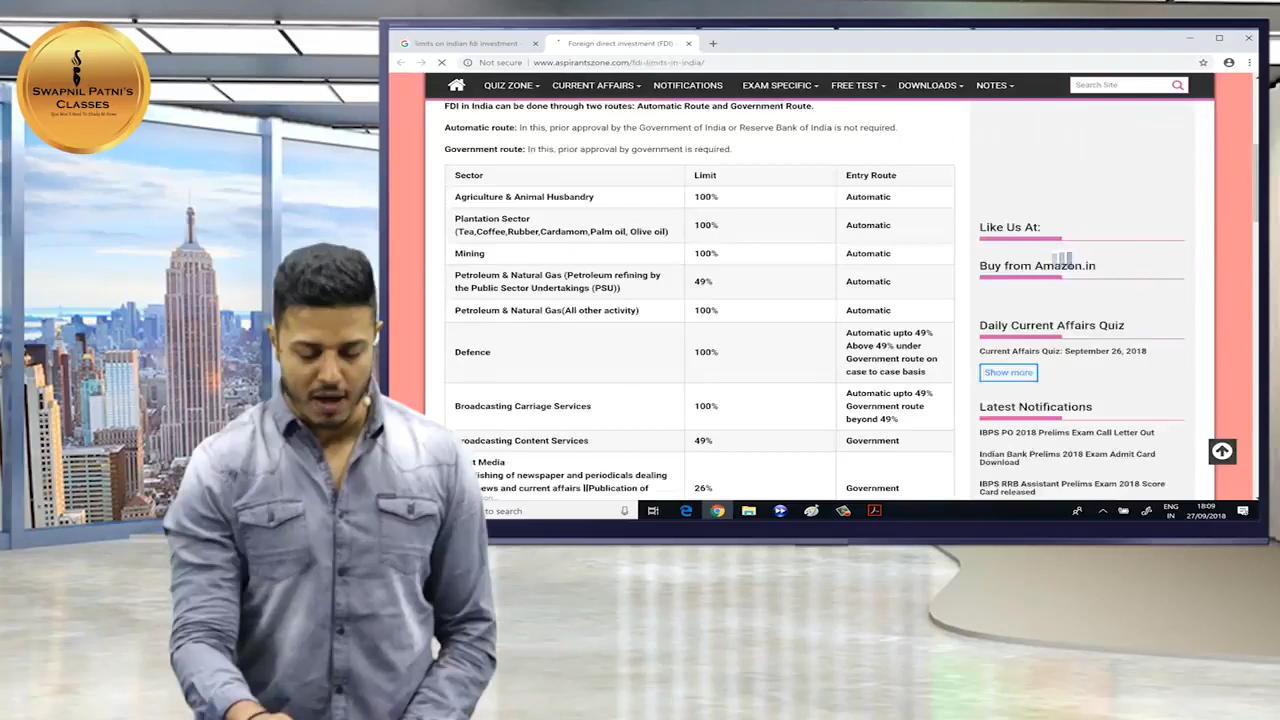 SWAPNIL PATNI'S
CLASSES
limits on indian fdi investment
Foreign direct investment (FDI)
Not secure
www.aspirantszone.com/fdi-limits-in-india/
QUIZ ZONE
CURRENT AFFAIRS
NOTIFICATIONS
EXAM SPECIFIC
FREE TEST
DOWNLOADS
NOTES
Search Site
FDI in India can be done through two routes: Automatic Route and Government Route.
Automatic route: In this, prior approval by the Government of India or Reserve Bank of India is not required.
Government route: In this, prior approval by government is required.
Sector Limit Entry Route
Agriculture & Animal Husbandry 100% Automatic
Plantation Sector
(Tea,Coffee,Rubber,Cardamom,Palm oil, Olive oil) 100% Automatic
Mining 100% Automatic
Petroleum & Natural Gas (Petroleum refining by
the Public Sector Undertakings (PSU)) 49% Automatic
Petroleum & Natural Gas(All other activity) 100% Automatic
Defence 100%
Automatic upto 49%
Above 49% under
Government route on
case to case basis
Broadcasting Carriage Services 100%
Automatic upto 49%
Government route
beyond 49%
roadcasting Content Services 49% Government
t Media
lishing of newspaper and periodicals dealing
news and current affairs ||Publication of
26% Government
Like Us At:
Buy from Amazon.in
Daily Current Affairs Quiz
Current Affairs Quiz: September 26, 2018
Show more
Latest Notifications
IBPS PO 2018 Prelims Exam Call Letter Out
Indian Bank Prelims 2018 Exam Admit Card
Download
IBPS RRB Assistant Prelims Exam 2018 Score
Card released
to search
ENG
IN
18:09
27/09/2018